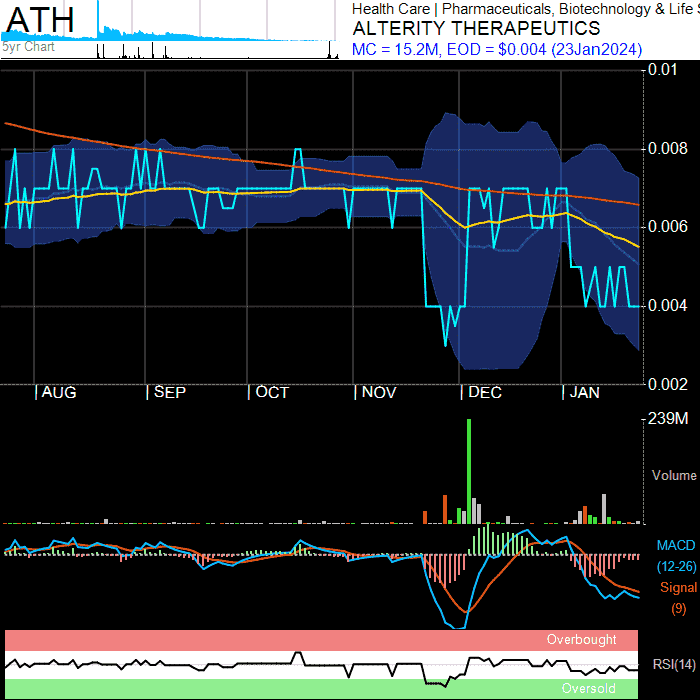 ATH
5yr Chart
Health Care | Pharmaceuticals, Biotechnology & Life S
ALTERITY THERAPEUTICS
MC = 15.2M, EOD = $0.004 (23Jan2024)
0.01
0.008
0.006
0.004
0.002
| AUG | SEP | OCT | NOV | DEC | JAN
239M
Volume
MACD
(12-26)
Signal
(9)
Overbought
RSI(14)
Oversold